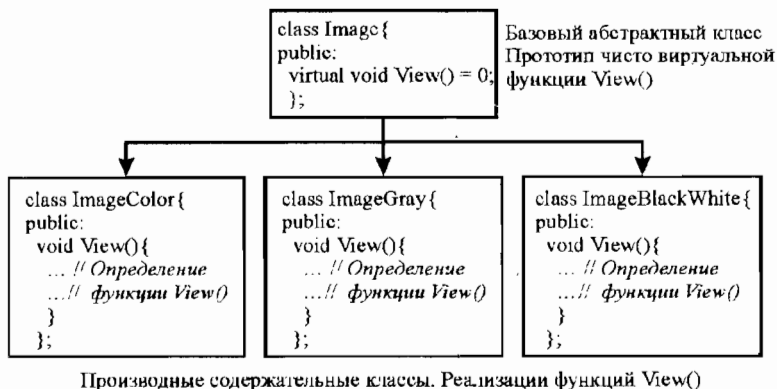 class Image{
public:
virtual void View() = 0;
};
Базовый абстрактный класс
Прототип чисто виртуальной
функции View()
class ImageColor{
public:
void View(){
... // Определение
...// функции View()
}
};
class ImageGray{
public:
void View(){
... // Определение
...// функции View()
}
};
class ImageBlackWhite{
public:
void View(){
... // Определение
...// функции View()
}
};
Производные содержательные классы. Реализации функций View()